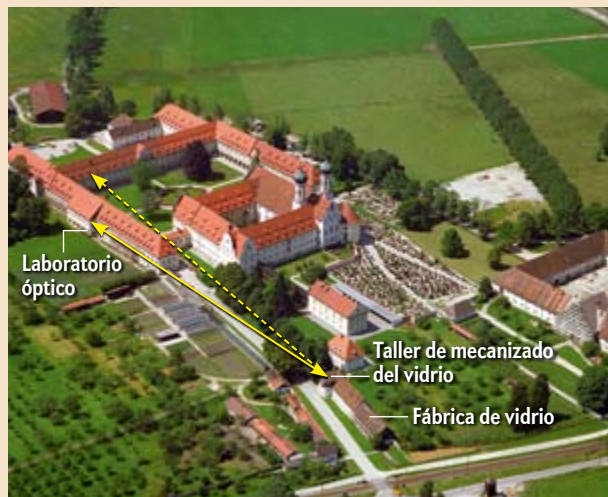 Laboratorio
óptico
Taller de mecanizado
del vidrio
Fábrica de vidrio